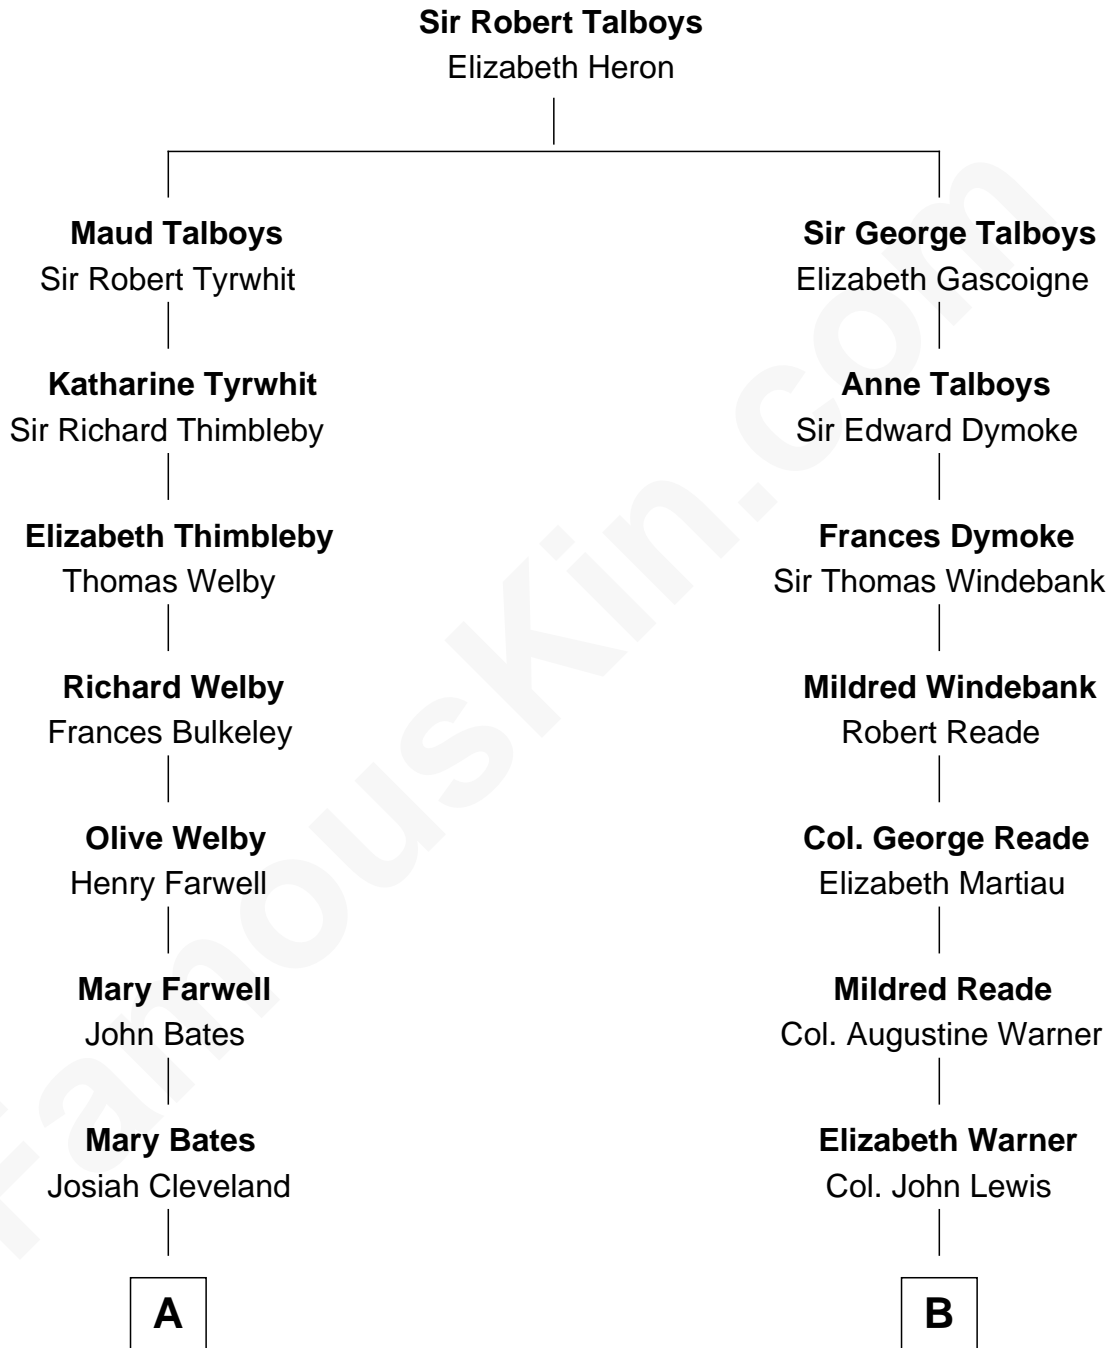 Sir Robert Talboys
Elizabeth Heron
Maud Talboys
Sir Robert Tyrwhit
Sir George Talboys
Elizabeth Gascoigne
Katharine Tyrwhit
Sir Richard Thimbleby
Anne Talboys
Sir Edward Dymoke
Elizabeth Thimbleby
Thomas Welby
Frances Dymoke
Sir Thomas Windebank
Richard Welby
Frances Bulkeley
Mildred Windebank
Robert Reade
Olive Welby
Henry Farwell
Col. George Reade
Elizabeth Martiau
Mary Farwell
John Bates
Mildred Reade
Col. Augustine Warner
Mary Bates
Josiah Cleveland
Elizabeth Warner
Col. John Lewis
A
B
FamousKin.com